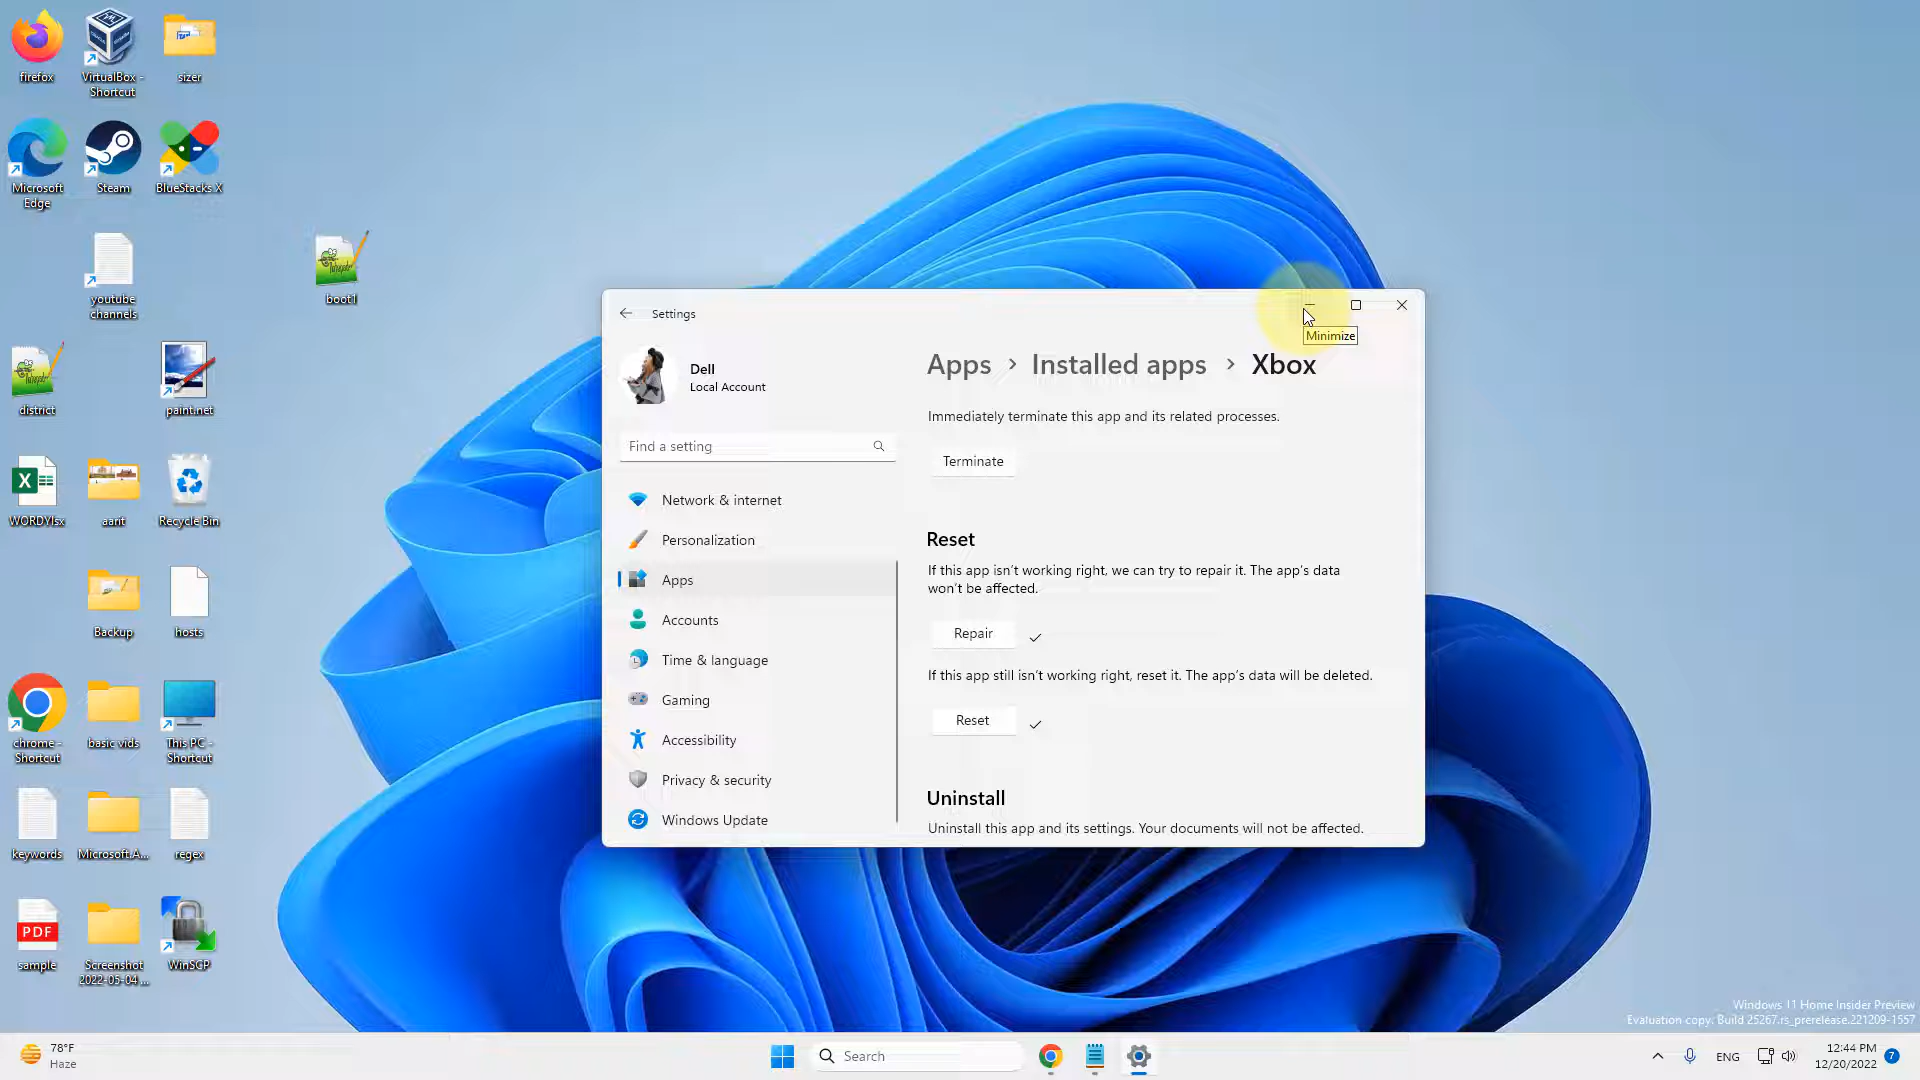 firefox
VirtualBox -
Shortcut
sizer
Microsoft
Edge
Steam
BlueStacks X
youtube
channels
boot1
district
paint.net
WORDYlsx
aarit
Recycle Bin
Backup
hosts
chrome -
Shortcut
basic vids
This PC -
Shortcut
keywords
Microsoft.A...
regex
PDF
sample
Screenshot
2022-05-04 ...
WinSCP
Settings
Minimize
Dell
Local Account
Find a setting
Network & internet
Personalization
Apps
Accounts
Time & language
Gaming
Accessibility
Privacy & security
Windows Update
Apps > Installed apps > Xbox
Immediately terminate this app and its related processes.
Terminate
Reset
If this app isn't working right, we can try to repair it. The app's data
won't be affected.
Repair
If this app still isn't working right, reset it. The app's data will be deleted.
Reset
Uninstall
Uninstall this app and its settings. Your documents will not be affected.
Windows 11 Home Insider Preview
Evaluation copy. Build 25267.rs_prerelease.221209-1557
78°F
Haze
Search
ENG
12:44 PM
12/20/2022
7